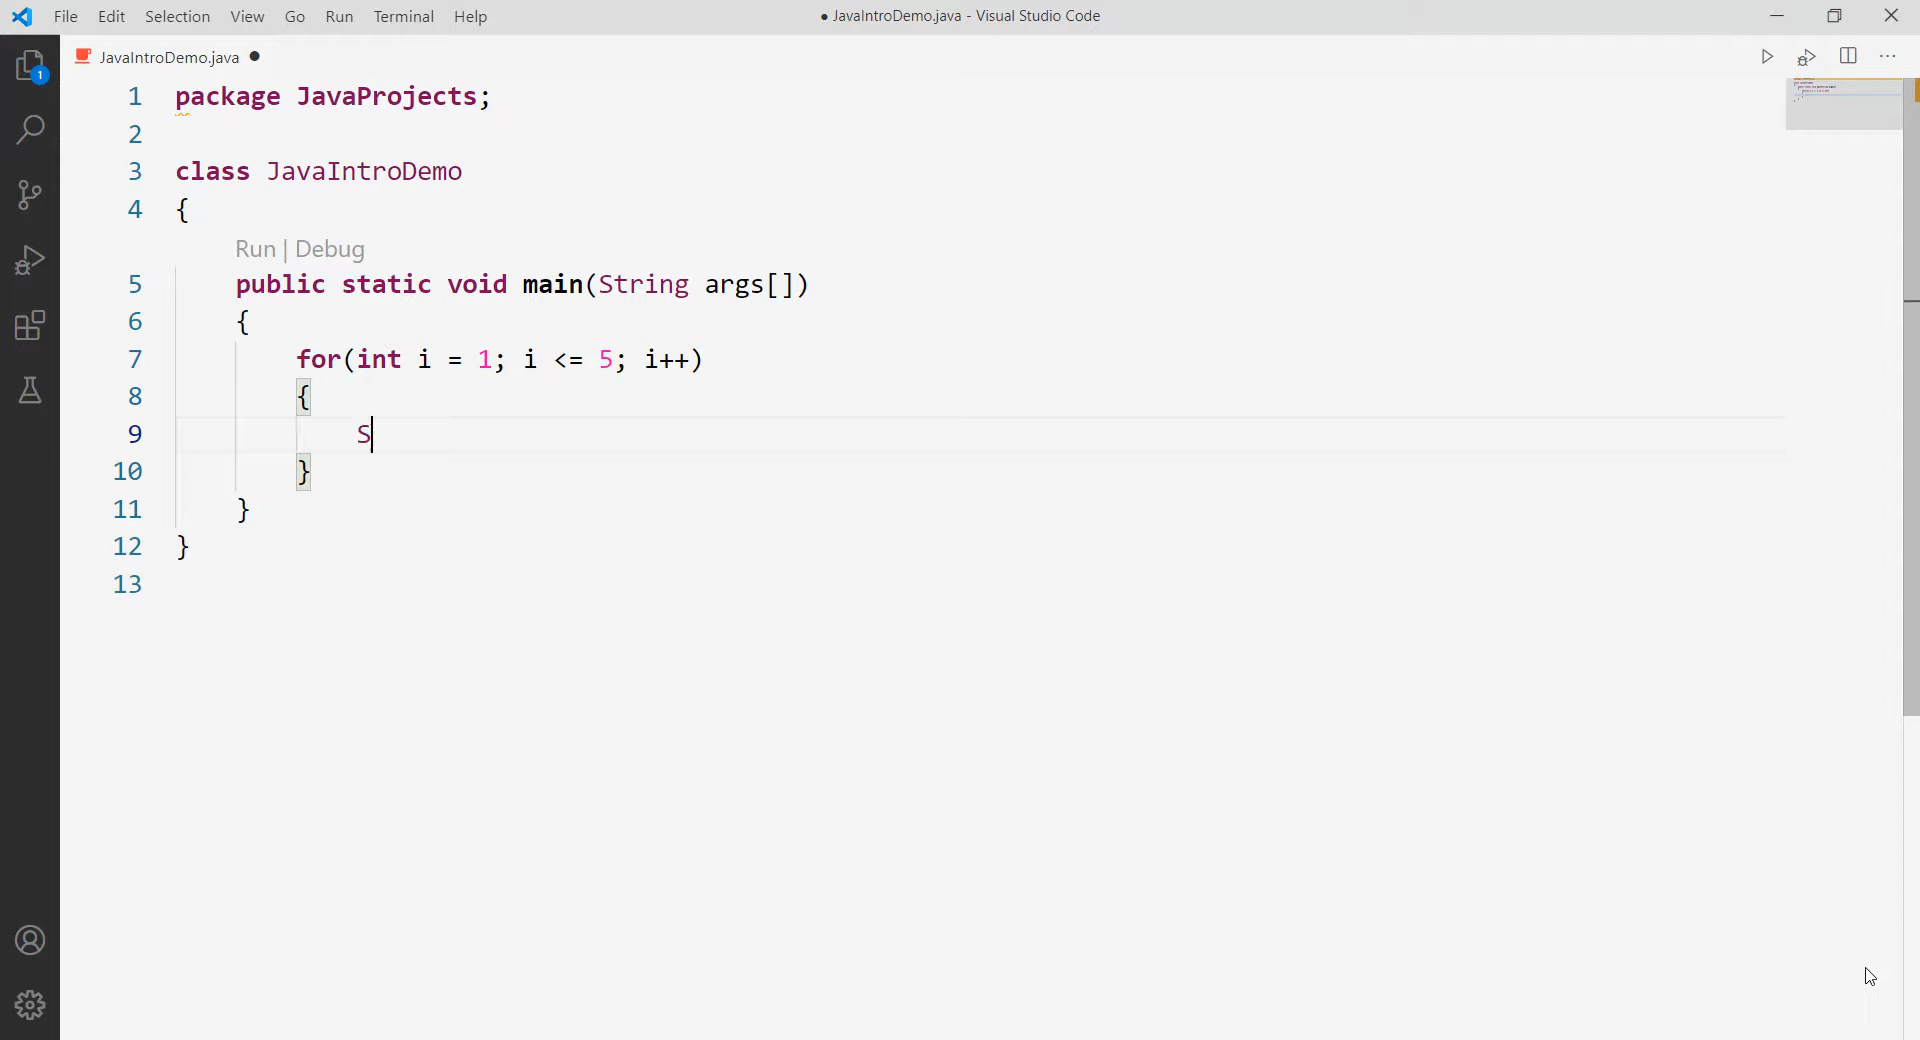 File Edit Selection View Go Run Terminal Help
● JavaIntroDemo.java - Visual Studio Code
JavaIntroDemo.java ●
1
1 package JavaProjects;
2
3 class JavaIntroDemo
4 {
Run | Debug
5 public static void main(String args[])
6 {
7 for(int i = 1; i <= 5; i++)
8 {
9 S
10 }
11 }
12 }
13